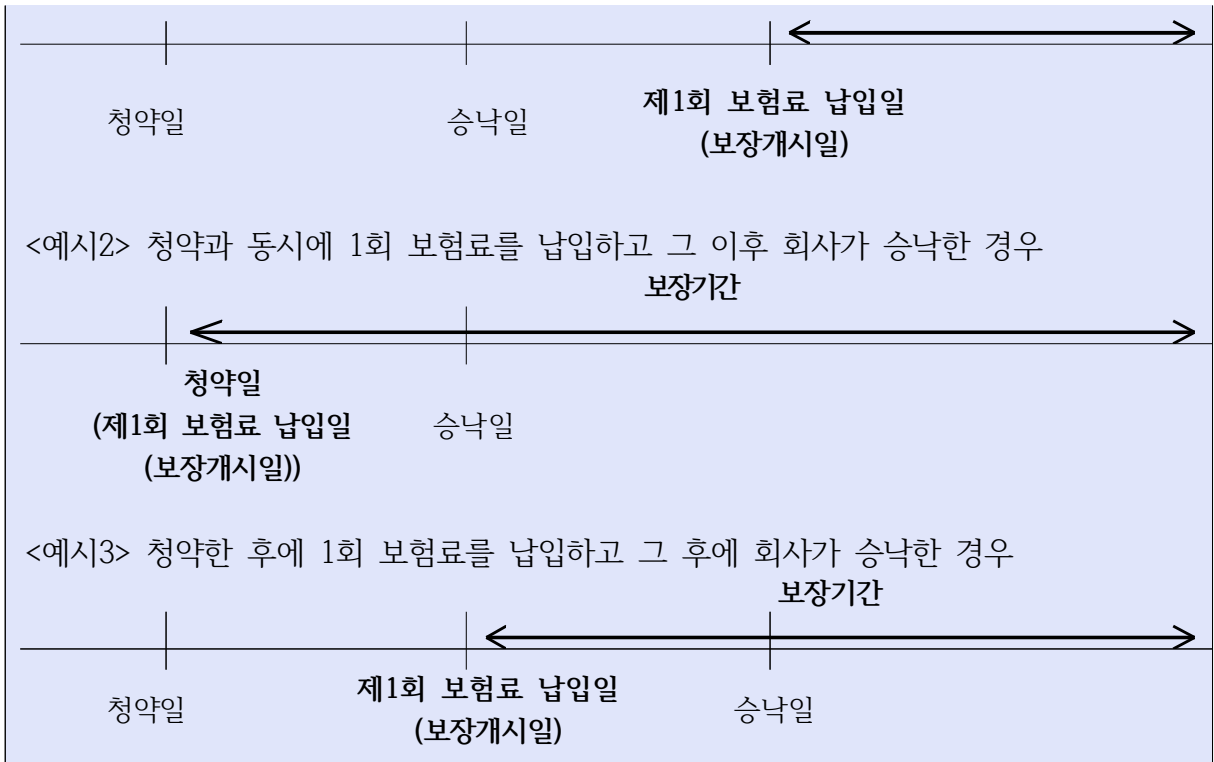 청약일 승낙일 제1회 보험료 납입일
(보장개시일)
<예시2> 청약과 동시에 1회 보험료를 납입하고 그 이후 회사가 승낙한 경우
보장기간
청약일
(제1회 보험료 납입일 승낙일
(보장개시일))
<예시3> 청약한 후에 1회 보험료를 납입하고 그 후에 회사가 승낙한 경우
보장기간
청약일 제1회 보험료 납입일 승낙일
(보장개시일)